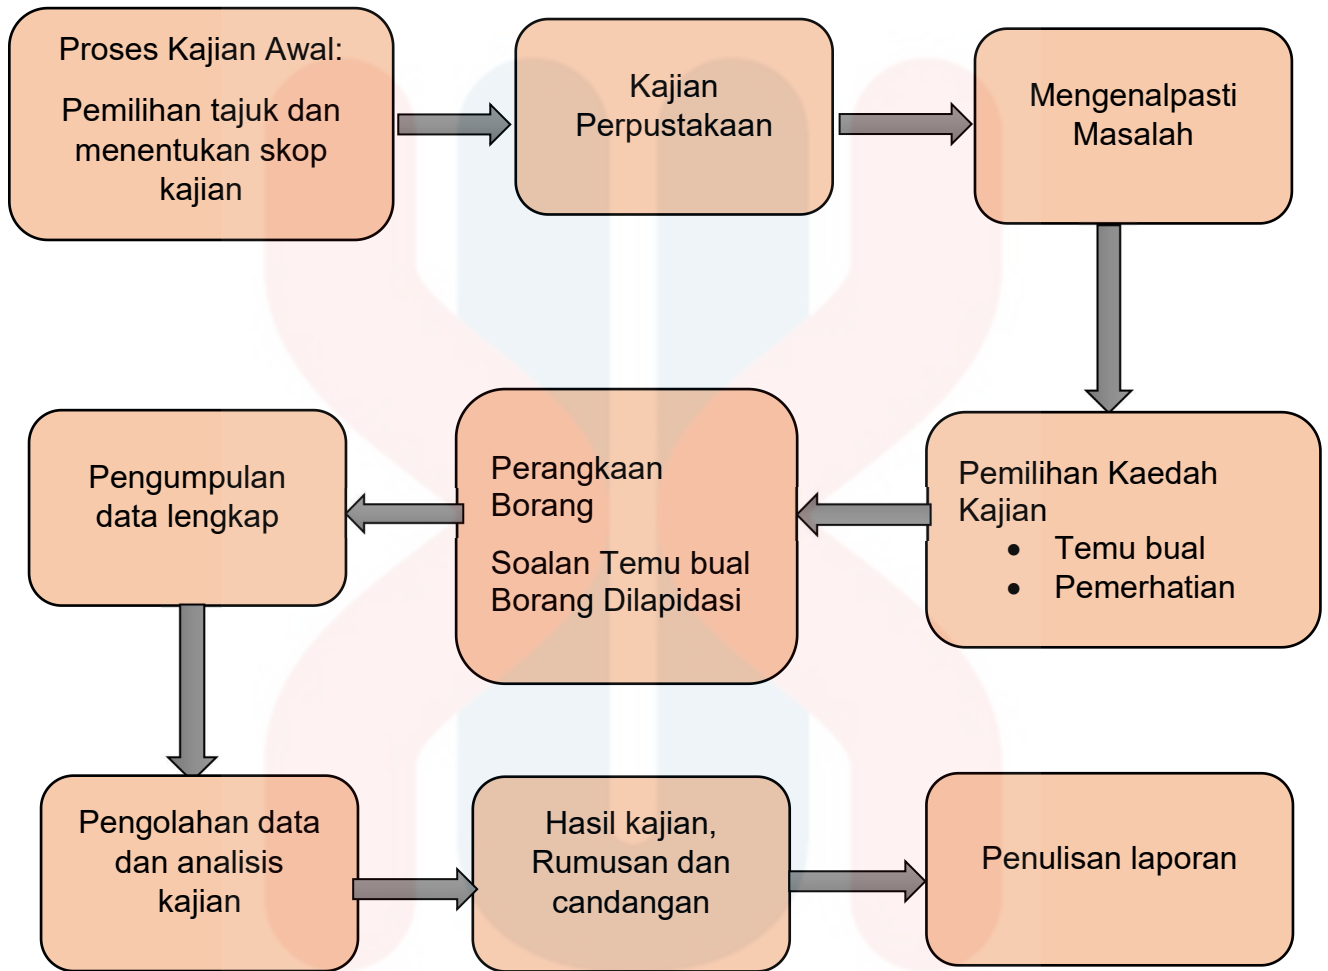 Proses Kajian Awal:
Pemilihan tajuk dan
menentukan skop
kajian
Kajian
Perpustakaan
Mengenalpasti
Masalah
Pemilihan Kaedah
Kajian
• Temu bual
• Pemerhatian
Perangkaan
Borang
Soalan Temu bual
Borang Dilapidasi
Pengumpulan
data lengkap
Pengolahan data
dan analisis
kajian
Hasil kajian,
Rumusan dan
candangan
Penulisan laporan